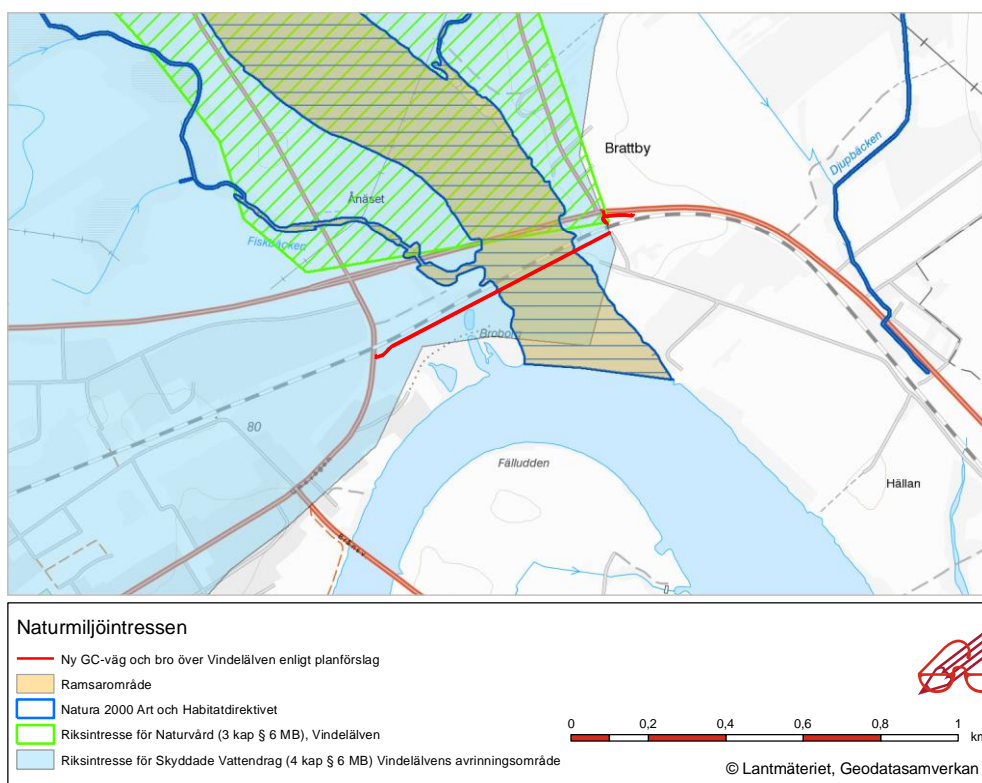 Brattby
Djupbäcken
Ånäset
Fiskbäcken
Broborg
80
Fälludden
Hällan
Naturmiljöintressen
Ny GC-väg och bro över Vindelälven enligt planförslag
Ramsarområde
Natura 2000 Art och Habitatdirektivet
Riksintresse för Naturvård (3 kap § 6 MB), Vindelälven
Riksintresse för Skyddade Vattendrag (4 kap § 6 MB) Vindelälvens avrinningsområde
0 0,2 0,4 0,6 0,8 1
km
© Lantmäteriet, Geodatasamverkan